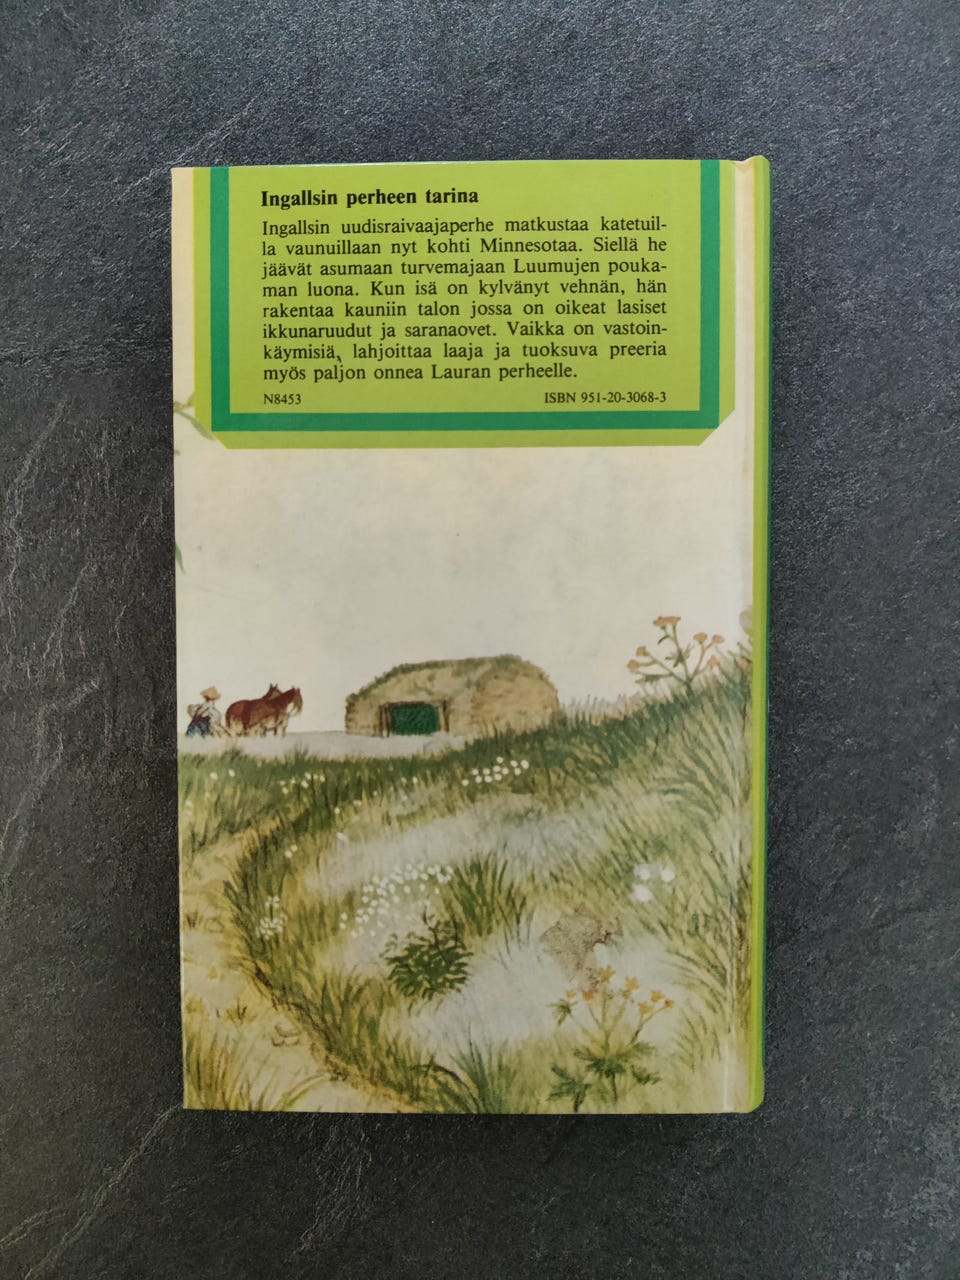 Ingallsin perheen tarina
Ingallsin uudisraivaajaperhe matkustaa katetuil-
la vaunuillaan nyt kohti Minnesotaa. Siellä he
jäävät asumaan turvemajaan Luumujen pouka-
man luona. Kun isä on kylvänyt vehnän, hän
rakentaa kauniin talon jossa on oikeat lasiset
ikkunaruudut ja saranaovet. Vaikka on vastoin-
käymisiä, lahjoittaa laaja ja tuoksuva preeria
myös paljon onnea Lauran perheelle.
N8453 ISBN 951-20-3068-3